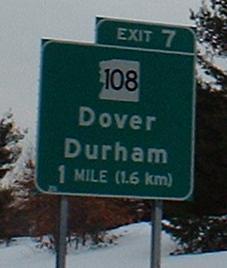 EXIT 7
108
Dover
Durham
1 MILE (1.6 km)